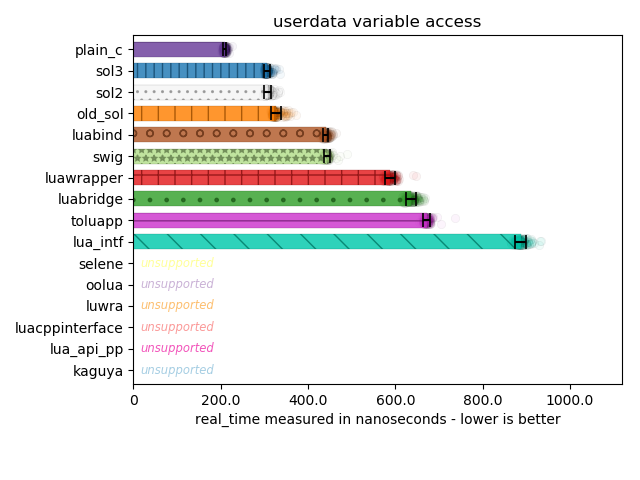 userdata variable access
plain_c
sol3
sol2
old_sol
luabind
swig
luawrapper
luabridge
toluapp
lua_intf
selene unsupported
oolua unsupported
luwra unsupported
luacppinterface unsupported
lua_api_pp unsupported
kaguya unsupported
0 200.0 400.0 600.0 800.0 1000.0
real_time measured in nanoseconds - lower is better